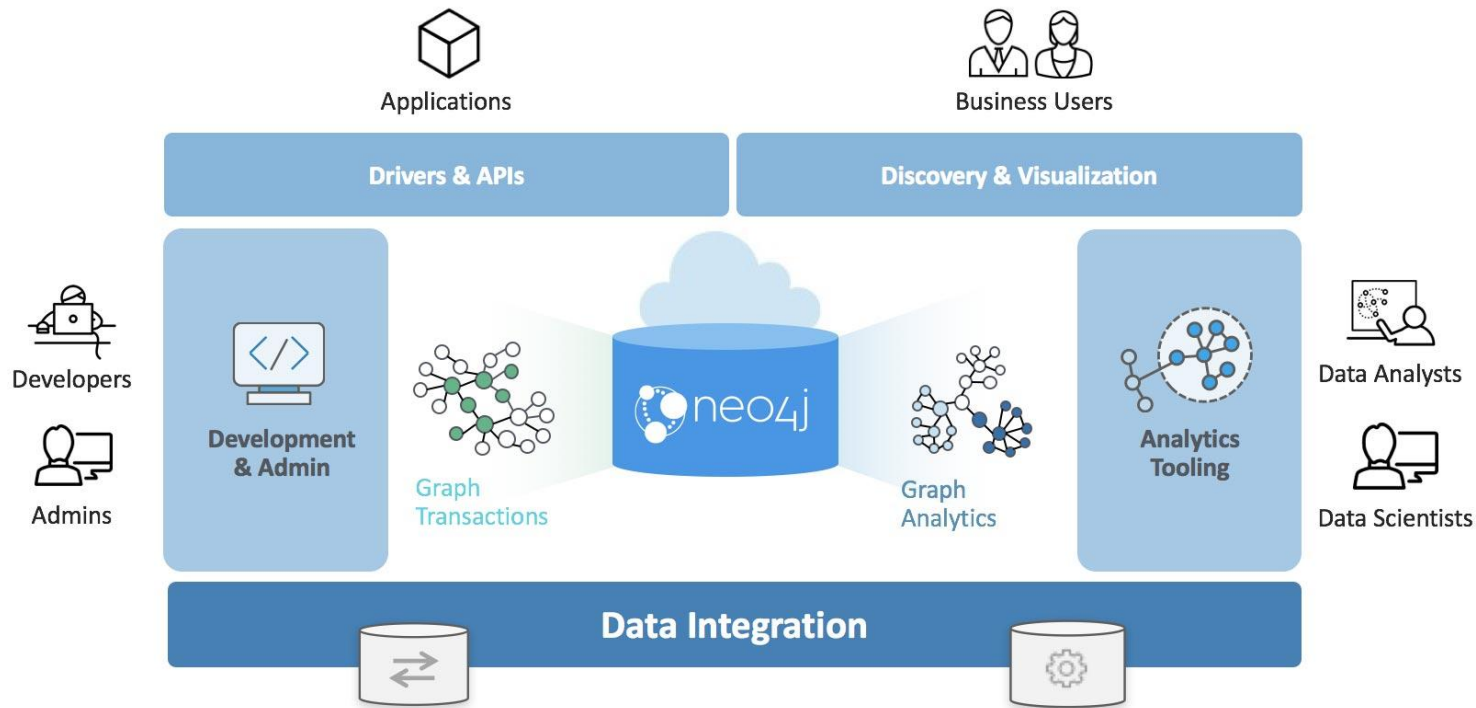 Applications
Business Users
Drivers & APIs
Discovery & Visualization
Developers
Admins
</>
Development
& Admin
Graph
Transactions
neo4j
Graph
Analytics
Analytics
Tooling
Data Analysts
Data Scientists
Data Integration